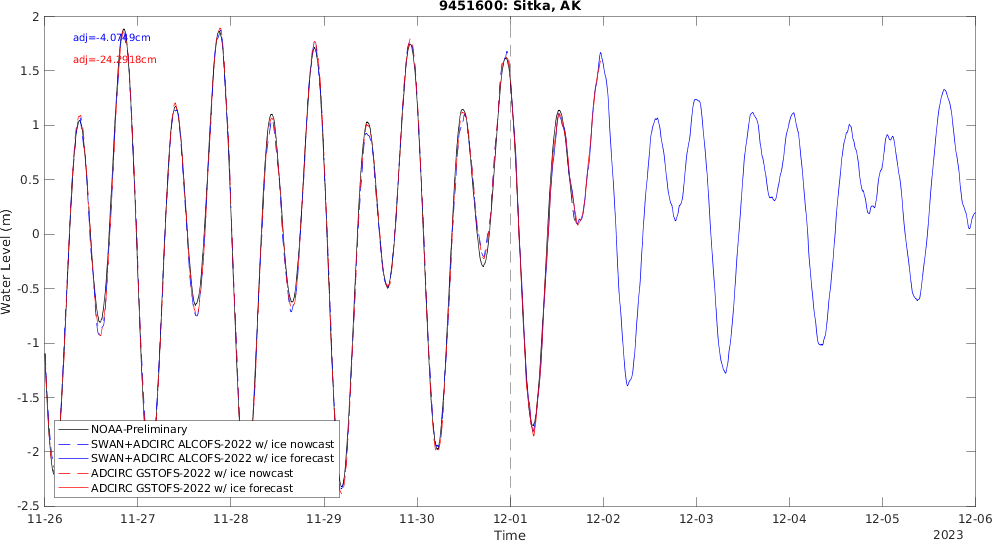 9451600: Sitka, AK
adj=-4.0749cm
adj=-24.2918cm
Water Level (m)
2
1.5
1
0.5
0
-0.5
-1
-1.5
-2
-2.5
NOAA-Preliminary
SWAN+ADCIRC ALCOFS-2022 w/ ice nowcast
SWAN+ADCIRC ALCOFS-2022 w/ ice forecast
ADCIRC GSTOFS-2022 w/ ice nowcast
ADCIRC GSTOFS-2022 w/ ice forecast
11-26 11-27 11-28 11-29 11-30 12-01 12-02 12-03 12-04 12-05 12-06
Time
2023